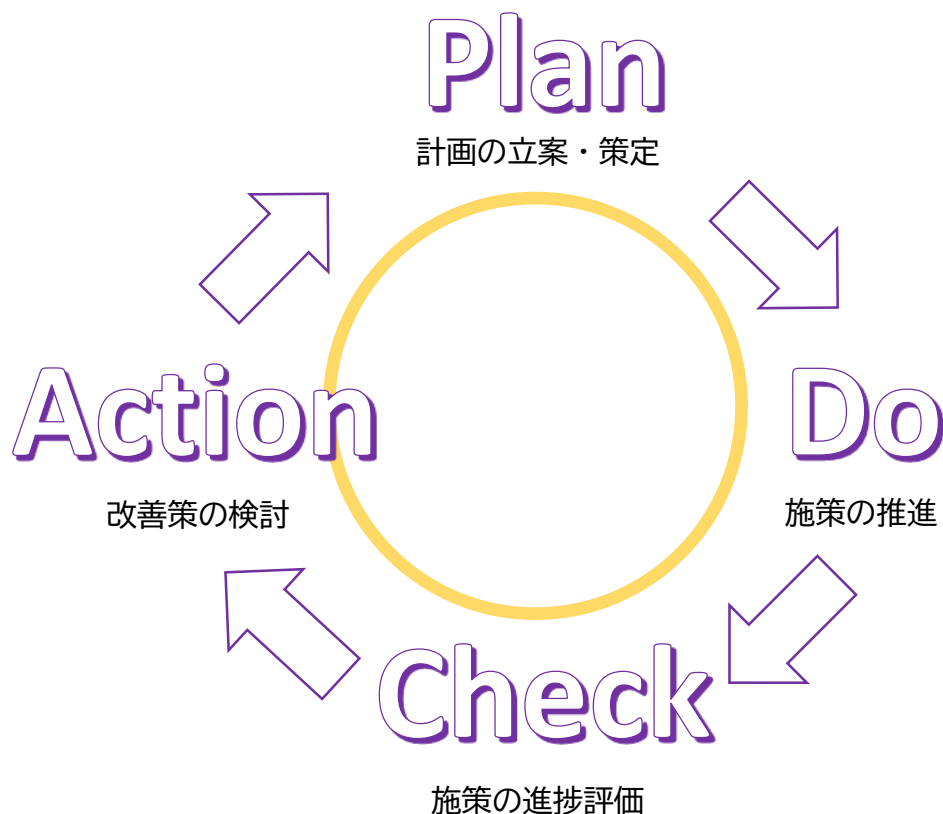 Plan
計画の立案・策定
Do
施策の推進
Check
施策の進捗評価
Action
改善策の検討